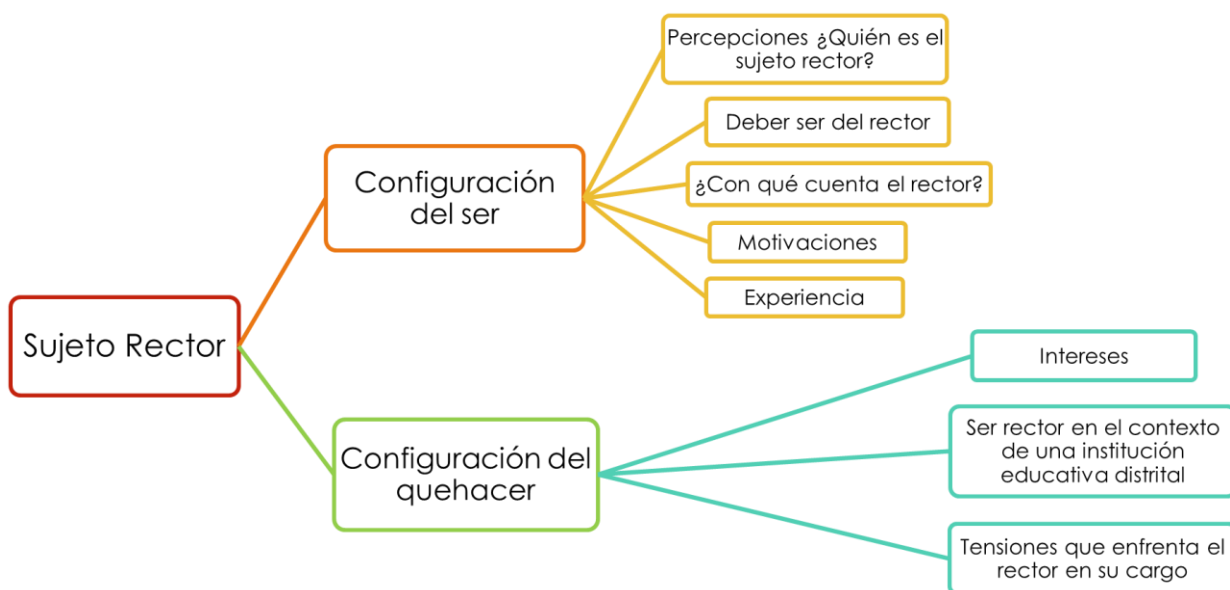 Sujeto Rector
Configuración
del ser
Percepciones ¿Quién es el
sujeto rector?
Deber ser del rector
¿Con qué cuenta el rector?
Motivaciones
Experiencia
Configuración del
quehacer
Intereses
Ser rector en el contexto
de una institución
educativa distrital
Tensiones que enfrenta el
rector en su cargo